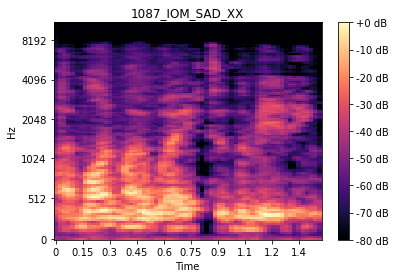 1087_IOM_SAD_XX
+0 dB
8192
-10 dB
4096
-20 dB
-30 dB
2048
Hz
-40 dB
1024
-50 dB
512
-60 dB
-70 dB
0
-80 dB
0 0.15 0.3 0.45 0.6 0.75 0.9 1.1 1.2 1.4
Time